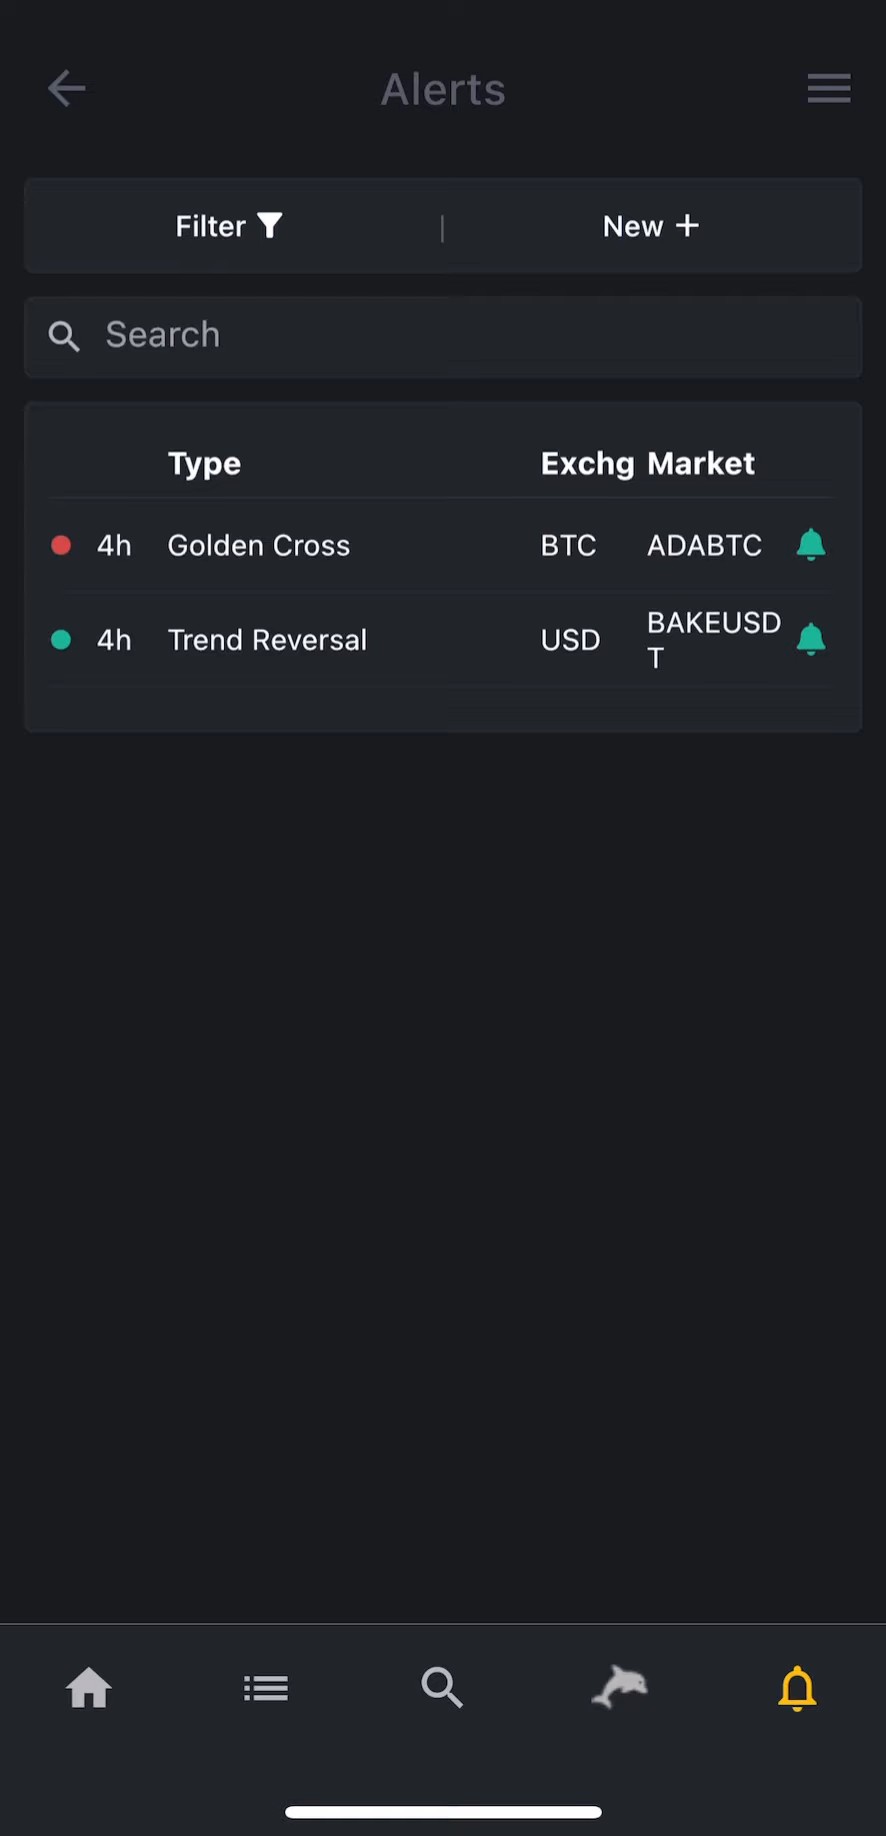 Alerts
Filter | New +
Search
Type Exchg Market
4h Golden Cross BTC ADABTC
4h Trend Reversal USD BAKEUSD
T